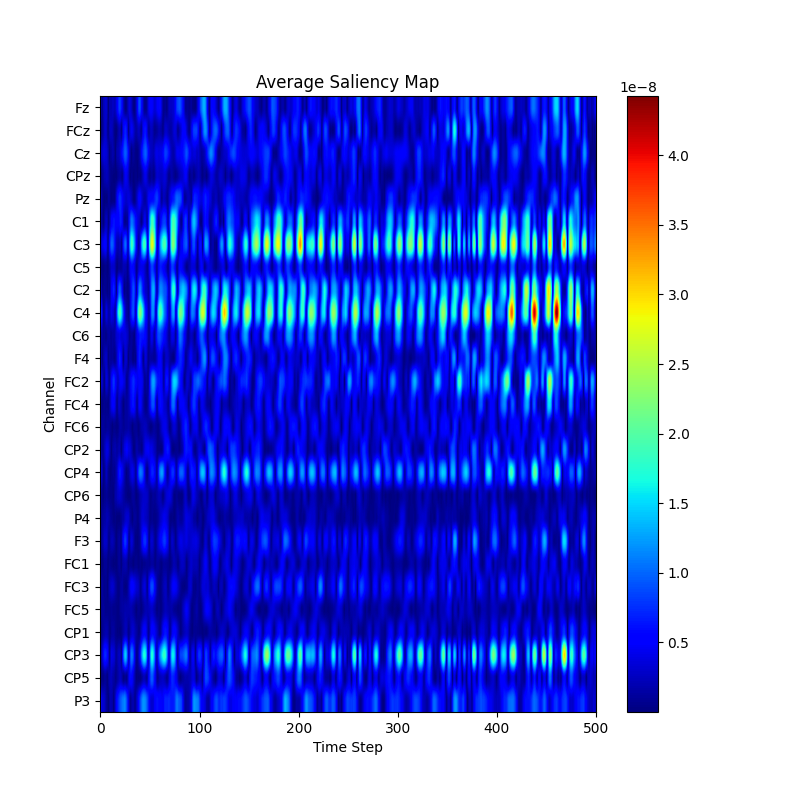 Average Saliency Map
1e−8
Fz
FCz
Cz
CPz
Pz
C1
C3
C5
C2
C4
C6
F4
FC2
FC4
FC6
CP2
CP4
CP6
P4
F3
FC1
FC3
FC5
CP1
CP3
CP5
P3
Channel
0 100 200 300 400 500
Time Step
4.0
3.5
3.0
2.5
2.0
1.5
1.0
0.5